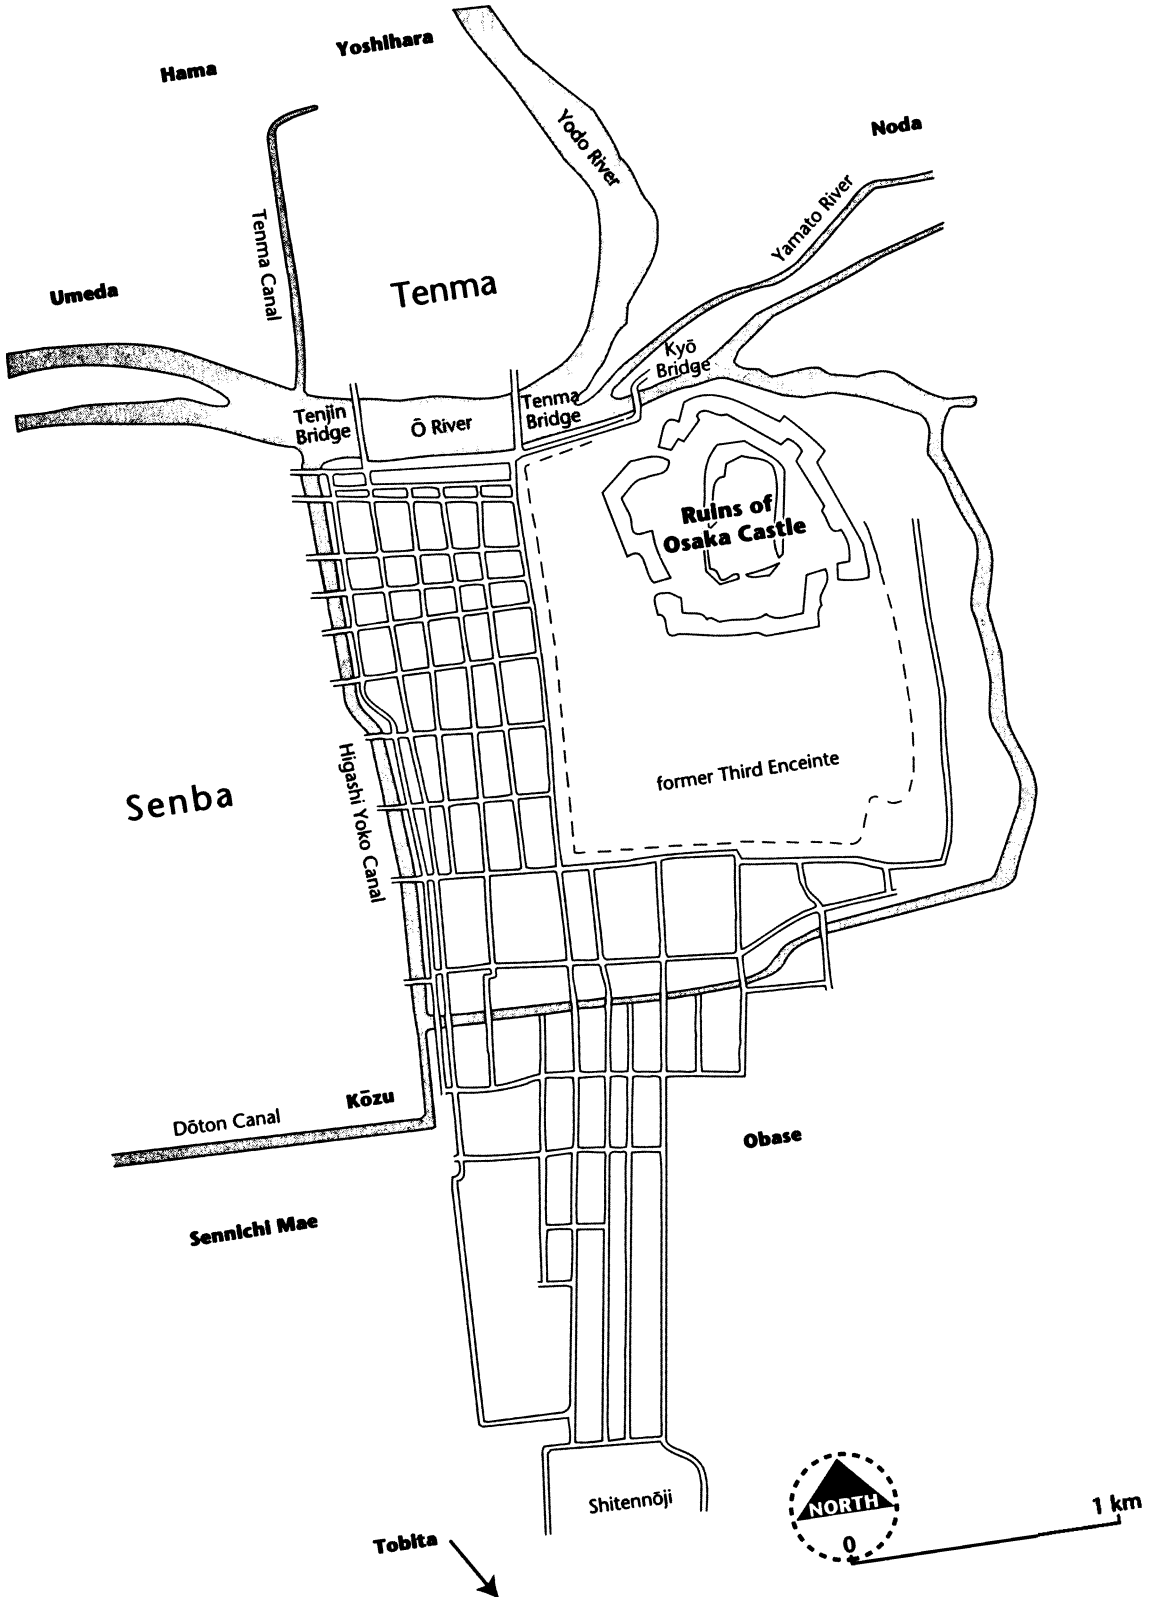 Yoshihara
Hama
Yodo River
Noda
Yamato River
Tenma Canal
Tenma
Umeda
Kyō
Bridge
Tenjin
Bridge
Ō River
Tenma
Bridge
Ruins of
Osaka Castle
former Third Enceinte
Senba
Higashi Yoko Canal
Kōzu
Dōton Canal
Obase
Sennichi Mae
Shitennōji
NORTH
0
1 km
Tobita